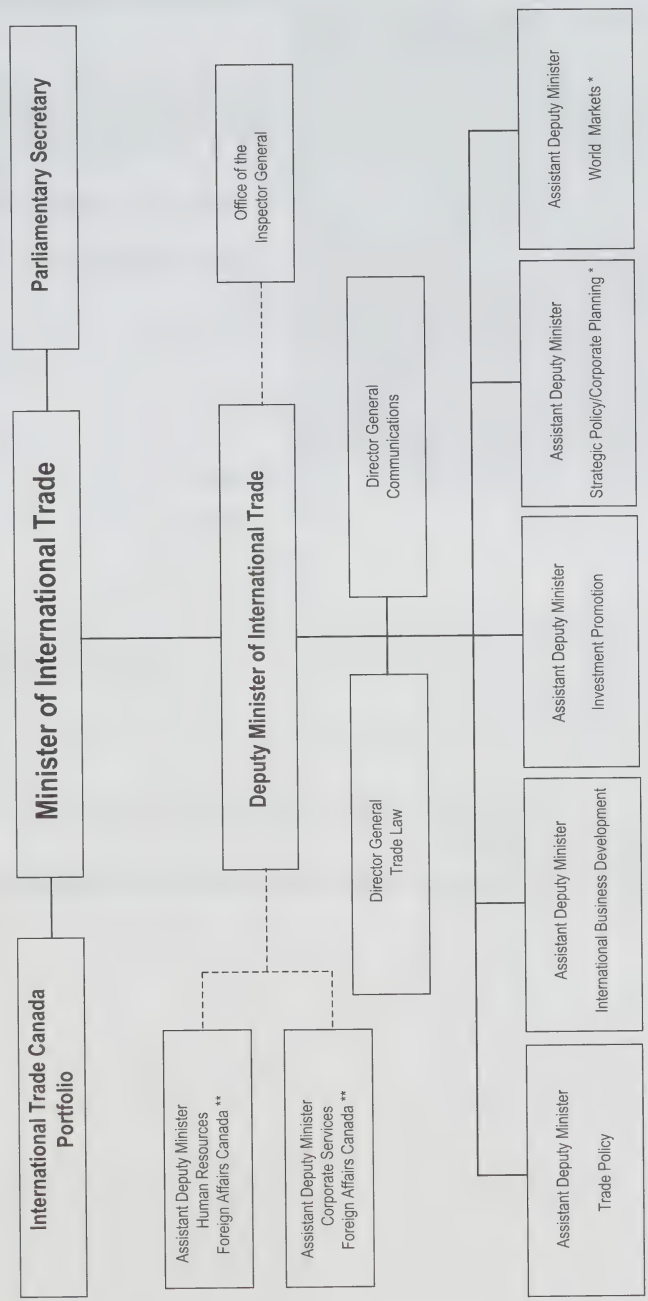 International Trade Canada
Portfolio
Minister of International Trade
Parliamentary Secretary
Assistant Deputy Minister
Human Resources
Foreign Affairs Canada **
Assistant Deputy Minister
Corporate Services
Foreign Affairs Canada **
Deputy Minister of International Trade
Office of the
Inspector General
Director General
Trade Law
Director General
Communications
Assistant Deputy Minister
Trade Policy
Assistant Deputy Minister
International Business Development
Assistant Deputy Minister
Investment Promotion
Assistant Deputy Minister
Strategic Policy/Corporate Planning *
Assistant Deputy Minister
World Markets *